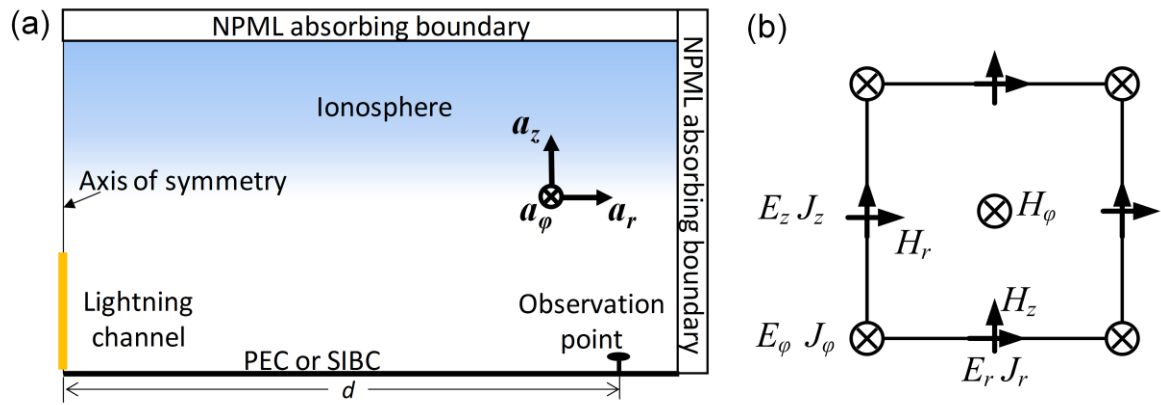 (a)
NPML absorbing boundary
NPML absorbing boundary
Ionosphere
a_z
Axis of symmetry
a_φ
a_r
Lightning
channel
Observation
point
PEC or SIBC
d
(b)
E_z J_z
H_φ
H_r
H_z
E_φ J_φ
E_r J_r